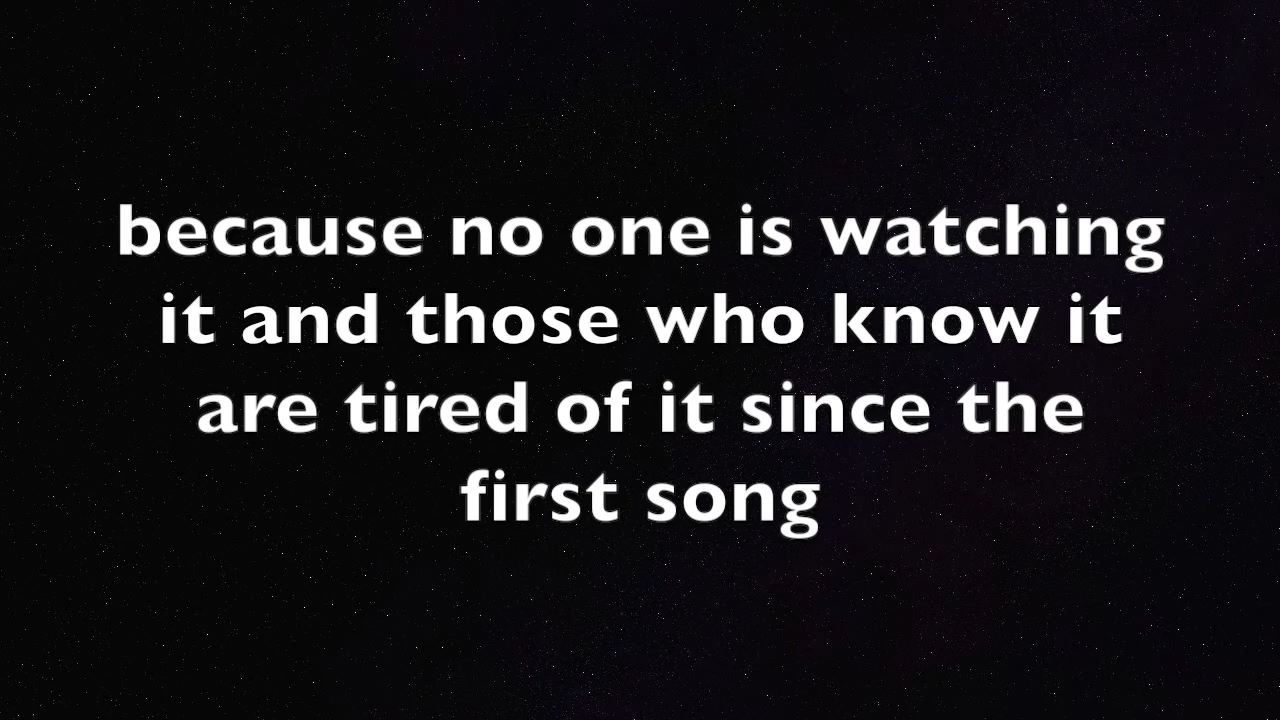 because no one is watching
it and those who know it
are tired of it since the
first song